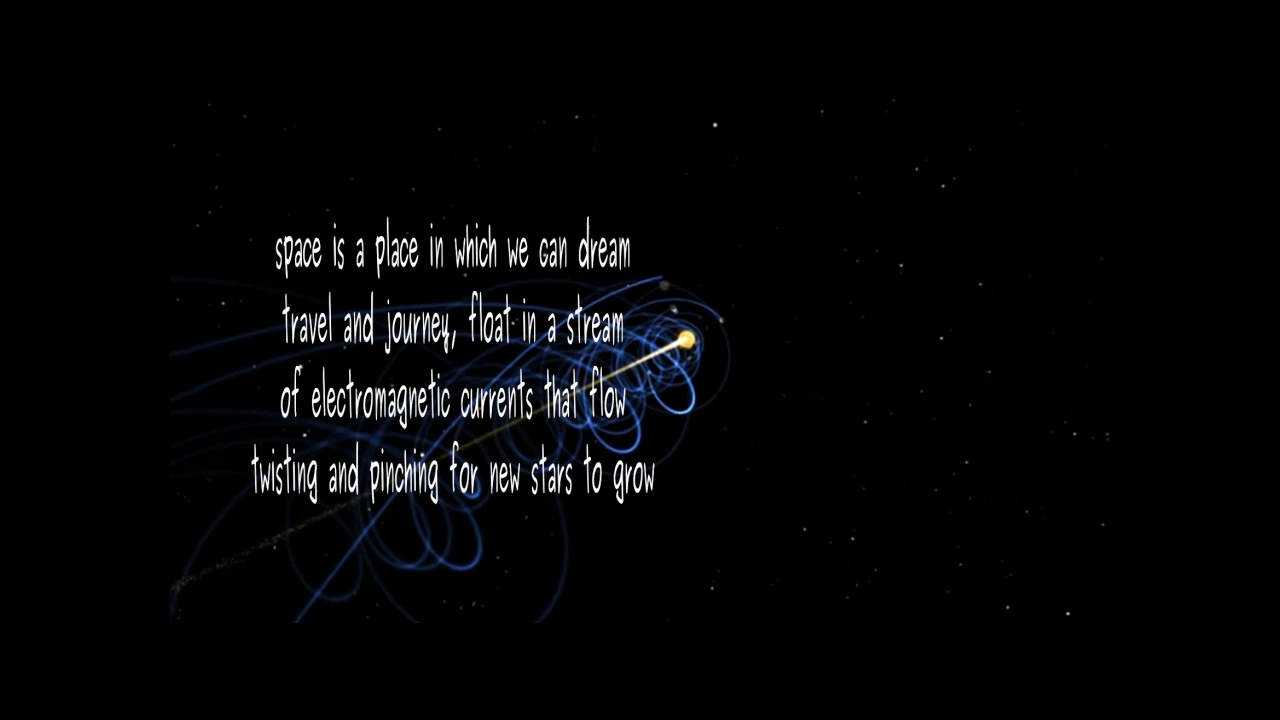 space is a place in which we can dream
travel and journey, float in a stream
of electromagnetic currents that flow
twisting and pinching for new stars to grow